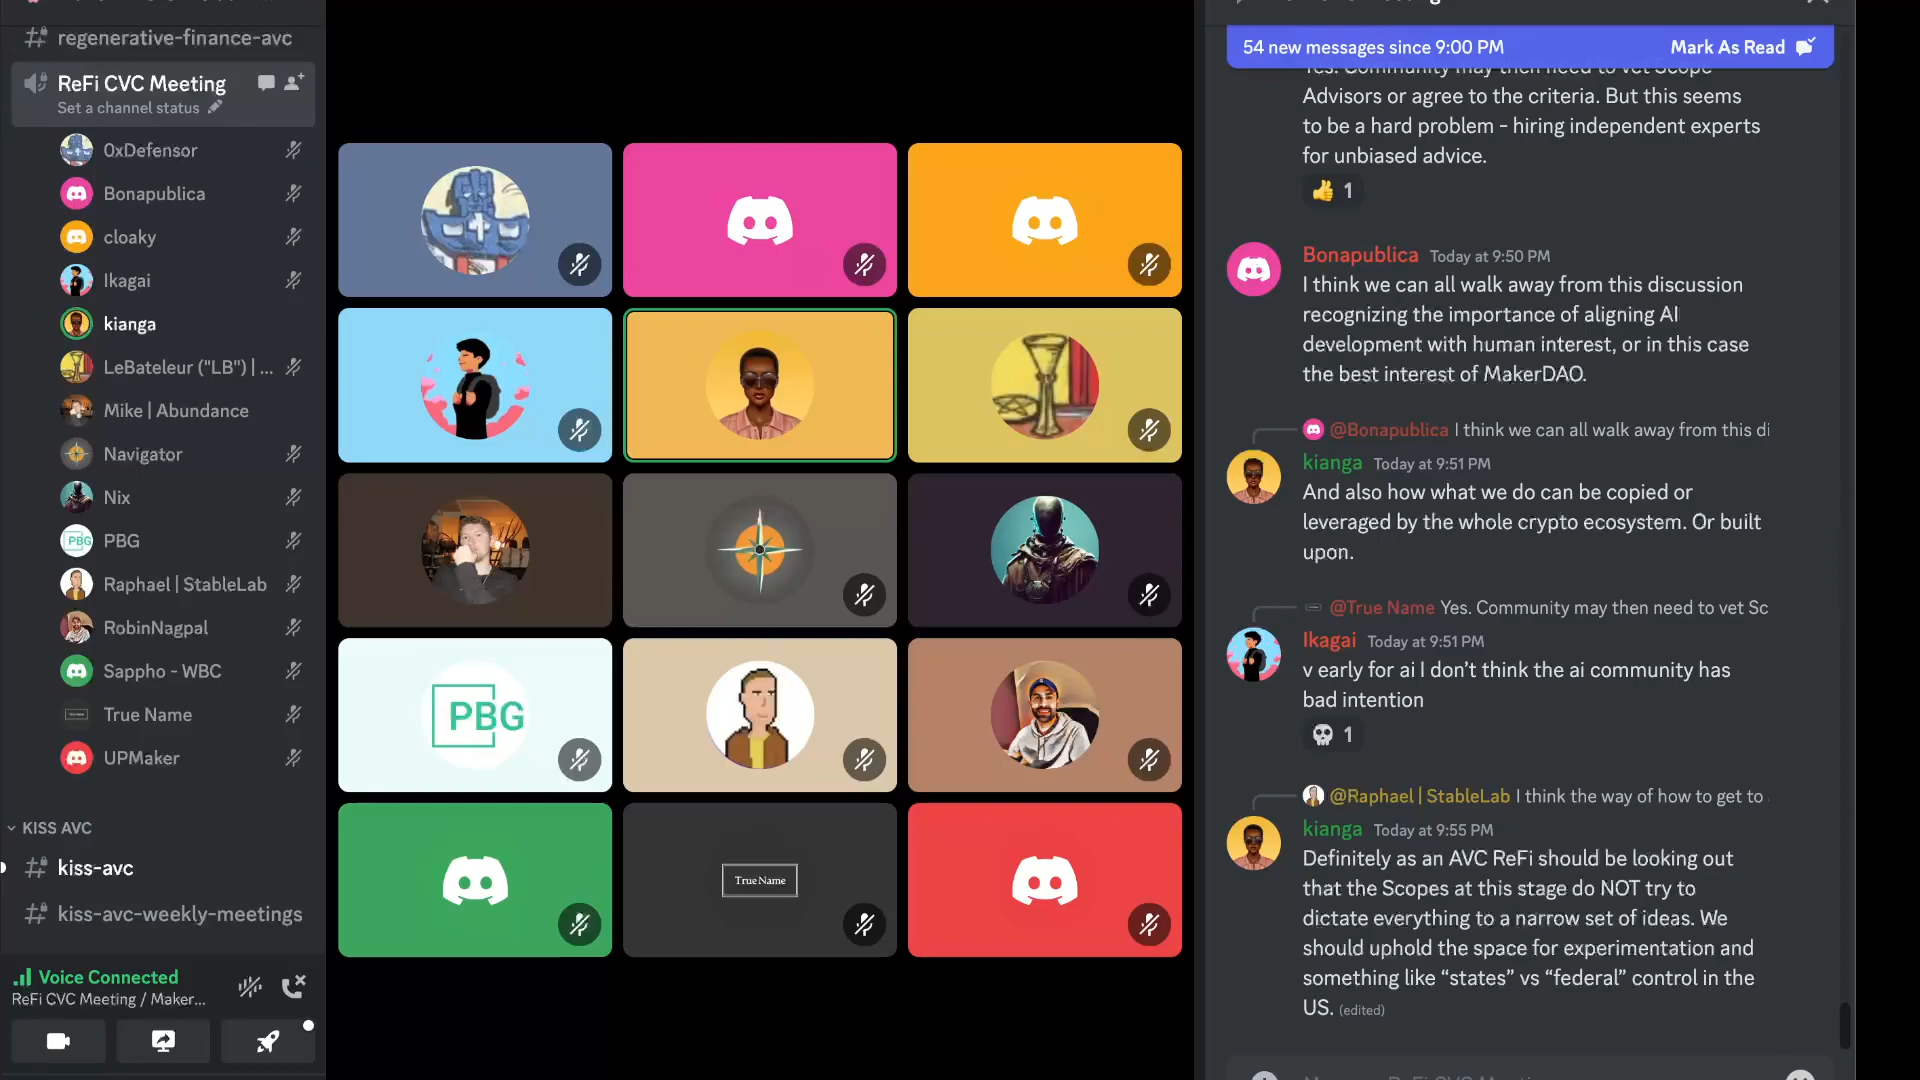 regenerative-finance-avc
ReFi CVC Meeting
Set a channel status
0xDefensor
Bonapublica
cloaky
Ikagai
kianga
LeBateleur ("LB") | ...
Mike | Abundance
Navigator
Nix
PBG
PBG
Raphael | StableLab
RobinNagpal
Sappho - WBC
True Name
UPMaker
KISS AVC
kiss-avc
kiss-avc-weekly-meetings
Voice Connected
ReFi CVC Meeting / Maker...
PBG
True Name
54 new messages since 9:00 PM
Mark As Read
Yes. Community may then need to vet Scope
Advisors or agree to the criteria. But this seems
to be a hard problem - hiring independent experts
for unbiased advice.
1
Bonapublica Today at 9:50 PM
I think we can all walk away from this discussion
recognizing the importance of aligning AI
development with human interest, or in this case
the best interest of MakerDAO.
@Bonapublica I think we can all walk away from this di
kianga Today at 9:51 PM
And also how what we do can be copied or
leveraged by the whole crypto ecosystem. Or built
upon.
@True Name Yes. Community may then need to vet Sc
Ikagai Today at 9:51 PM
v early for ai I don't think the ai community has
bad intention
1
@Raphael | StableLab I think the way of how to get to
kianga Today at 9:55 PM
Definitely as an AVC ReFi should be looking out
that the Scopes at this stage do NOT try to
dictate everything to a narrow set of ideas. We
should uphold the space for experimentation and
something like “states” vs “federal” control in the
US. (edited)